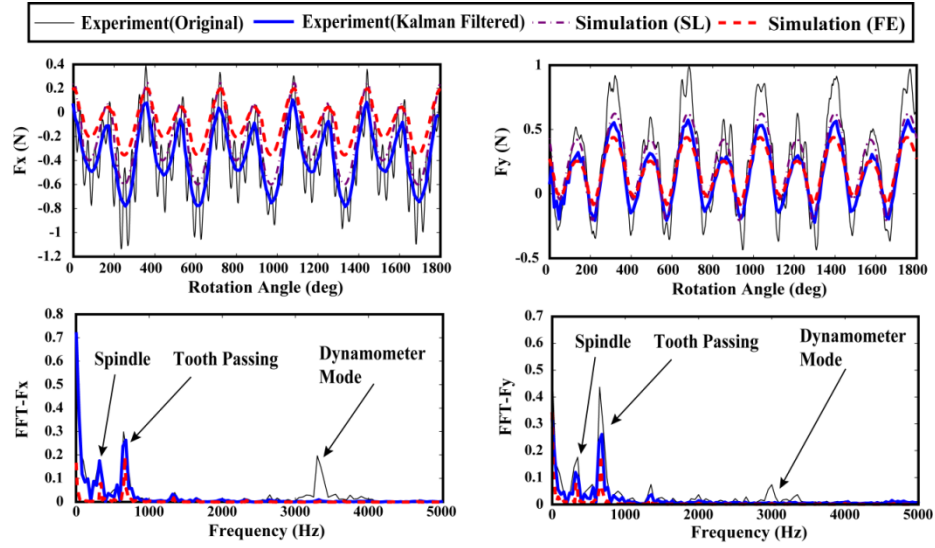 Experiment(Original) Experiment(Kalman Filtered) Simulation (SL) Simulation (FE)
Fx (N)
0.4
0.2
0
-0.2
-0.4
-0.6
-0.8
-1
-1.2
0 200 400 600 800 1000 1200 1400 1600 1800
Rotation Angle (deg)
Fy (N)
1
0.5
0
-0.5
0 200 400 600 800 1000 1200 1400 1600 1800
Rotation Angle (deg)
FFT-Fx
0.8
0.7
0.6
0.5
0.4
0.3
0.2
0.1
0
Spindle
Tooth Passing
Dynamometer
Mode
0 1000 2000 3000 4000 5000
Frequency (Hz)
FFT-Fy
0.7
0.6
0.5
0.4
0.3
0.2
0.1
0
Spindle
Tooth Passing
Dynamometer
Mode
0 1000 2000 3000 4000 5000
Frequency (Hz)